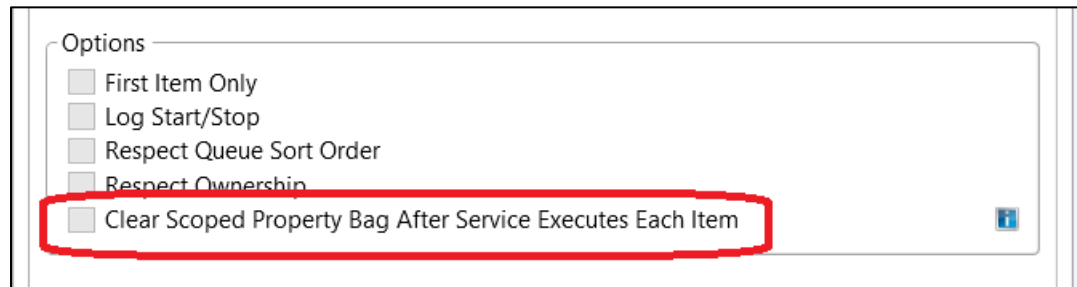 Options
First Item Only
Log Start/Stop
Respect Queue Sort Order
Respect Ownership
Clear Scoped Property Bag After Service Executes Each Item